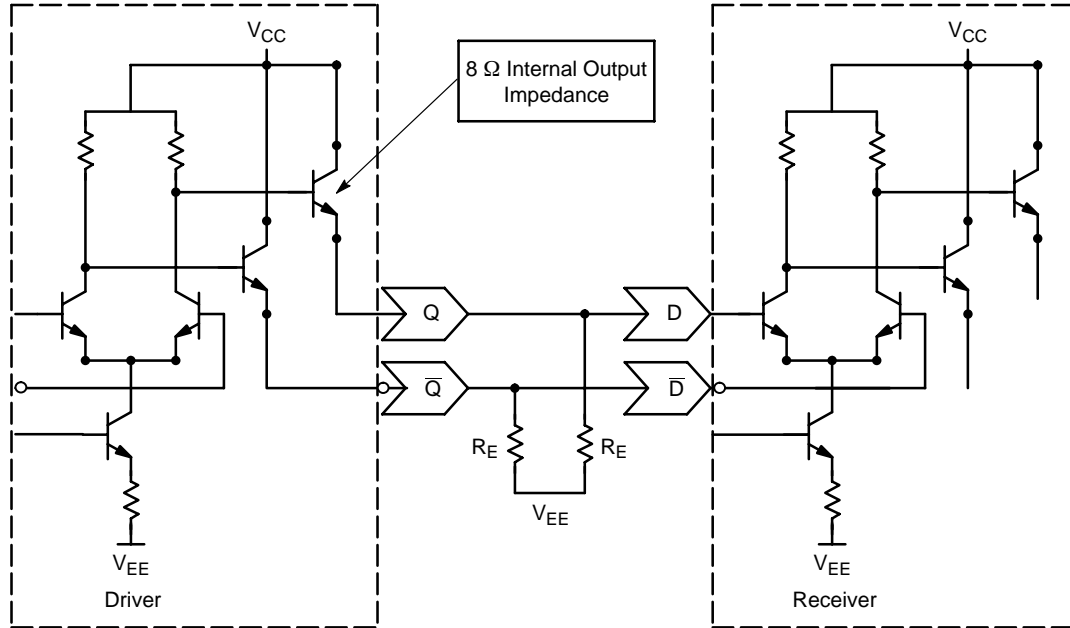 V_CC
8 Ω Internal Output
Impedance
V_CC
Q
D
Q̅
D̅
R_E
R_E
V_EE
V_EE
V_EE
Driver
Receiver